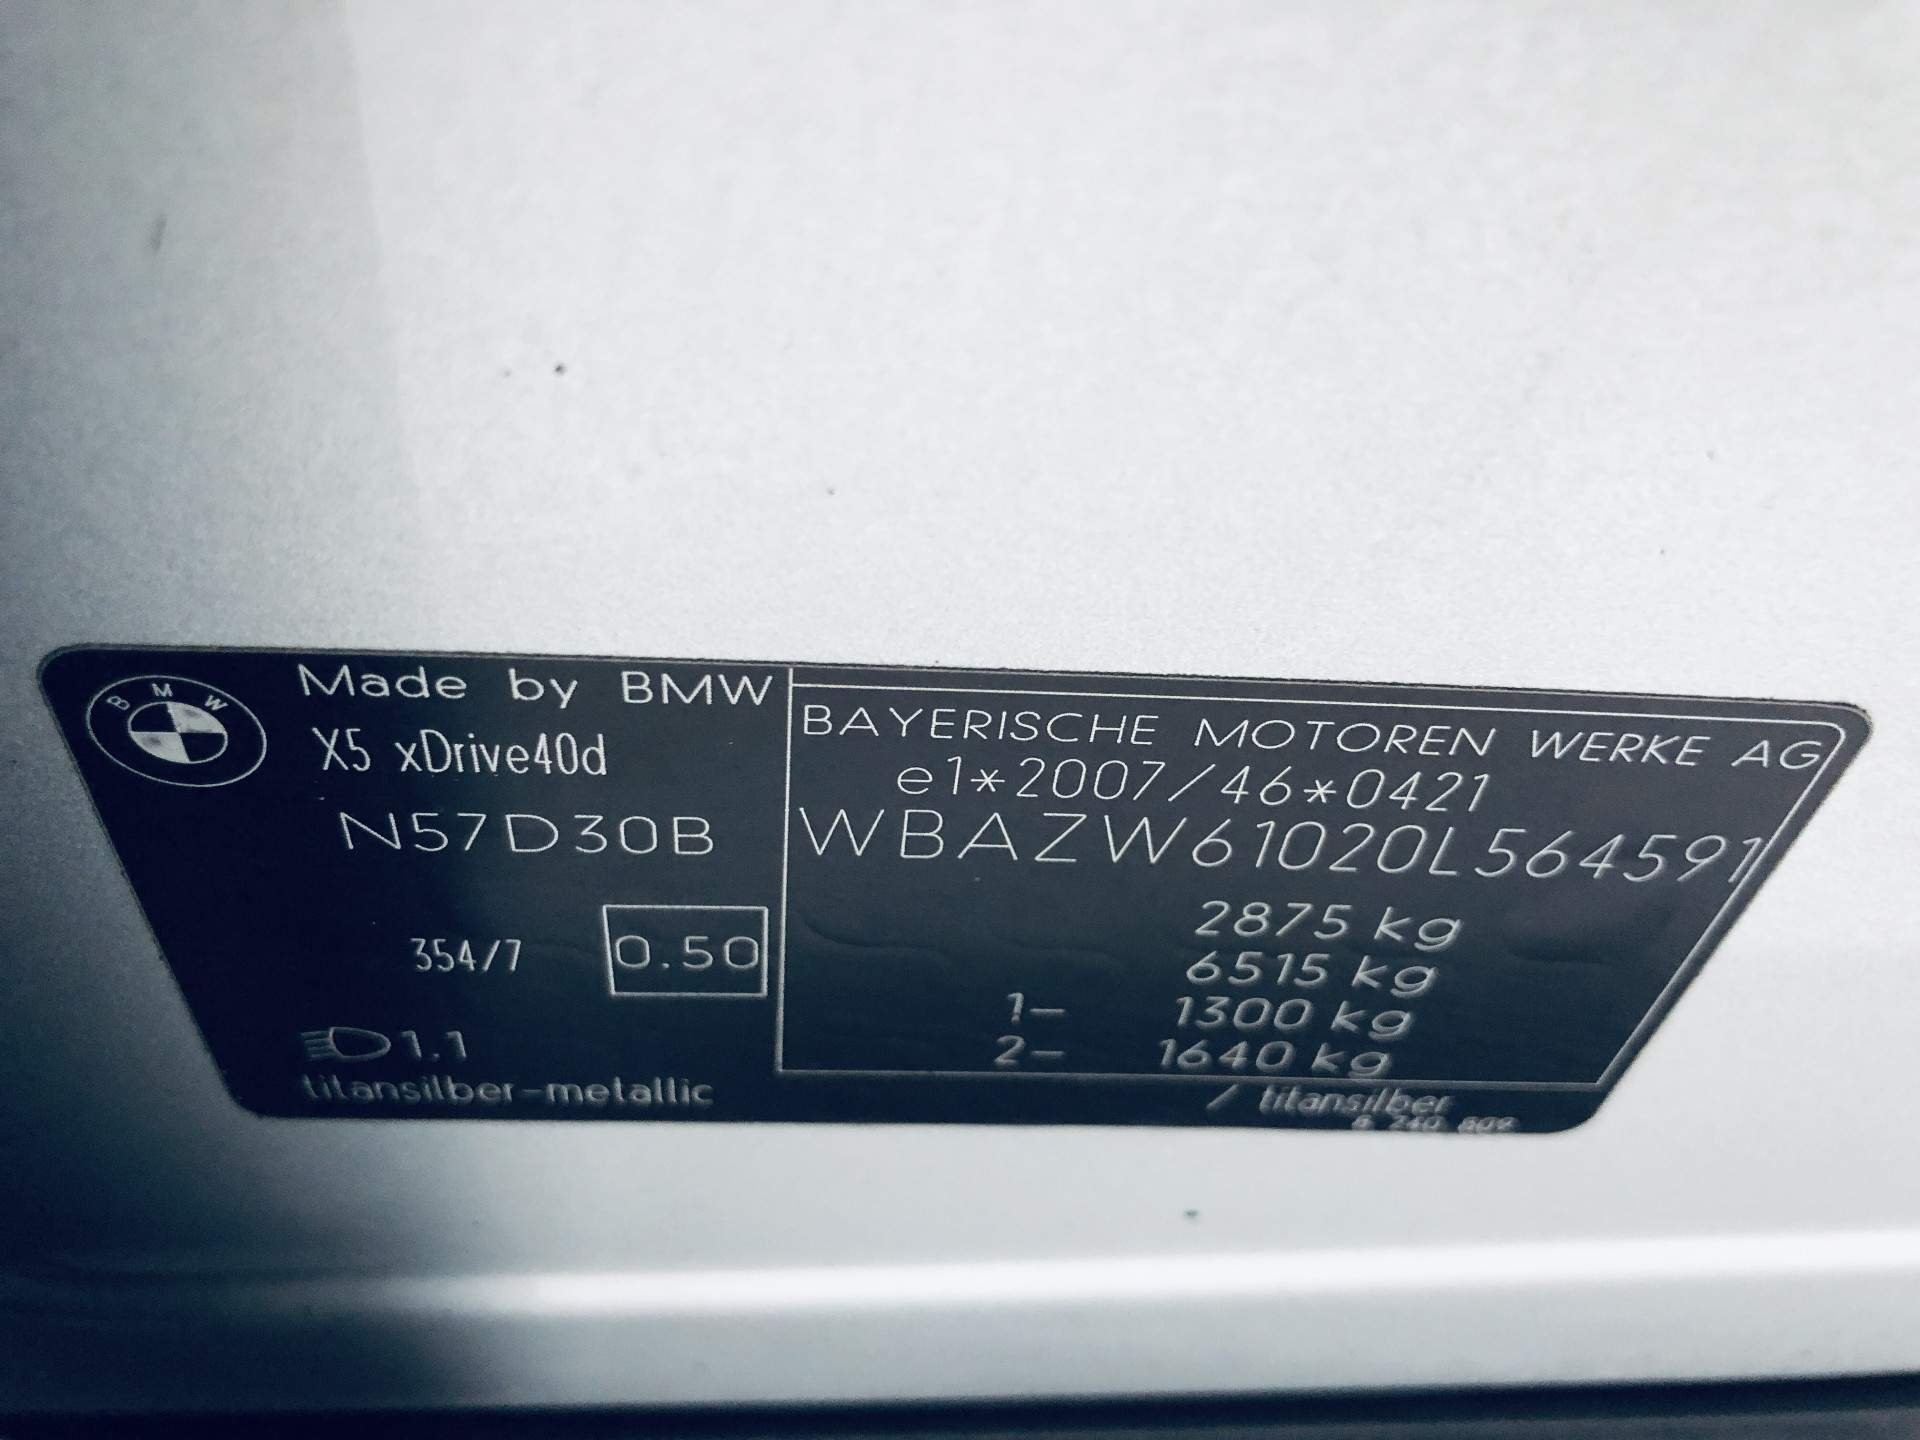 BMW
Made by BMW
X5 xDrive40d
N57D30B
354/7 0.50
1.1
titansilber-metallic
BAYERISCHE MOTOREN WERKE AG
e1*2007/46*0421
WBAZW61020L564591
2875 kg
6515 kg
1- 1300 kg
2- 1640 kg
/ titansilber